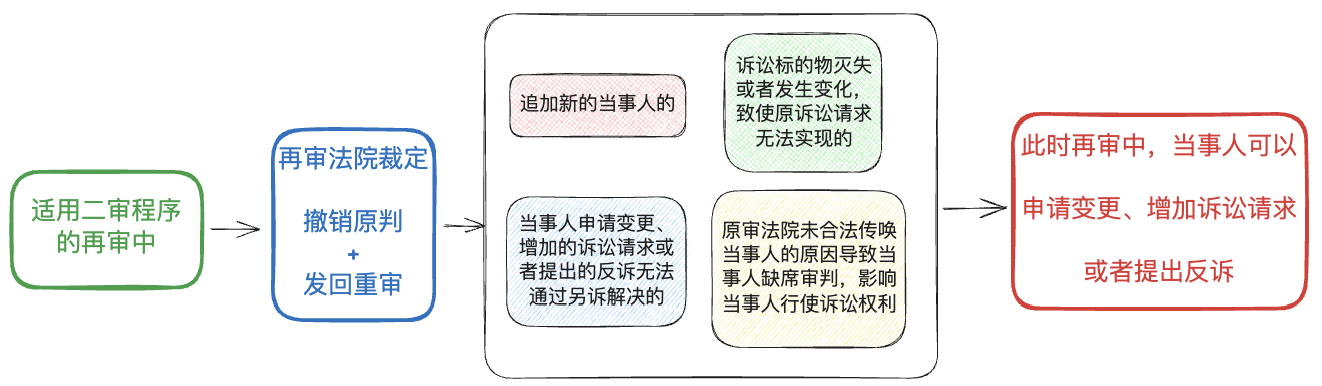 适用二审程序
的再审中
再审法院裁定
撤销原判
+
发回重审
追加新的当事人的
诉讼标的物灭失
或者发生变化，
致使原诉讼请求
无法实现的
当事人申请变更、
增加的诉讼请求或
者提出的反诉无法
通过另诉解决的
原审法院未合法传唤
当事人的原因导致当
事人缺席审判，影响
当事人行使诉讼权利
此时再审中，当事人可以
申请变更、增加诉讼请求
或者提出反诉